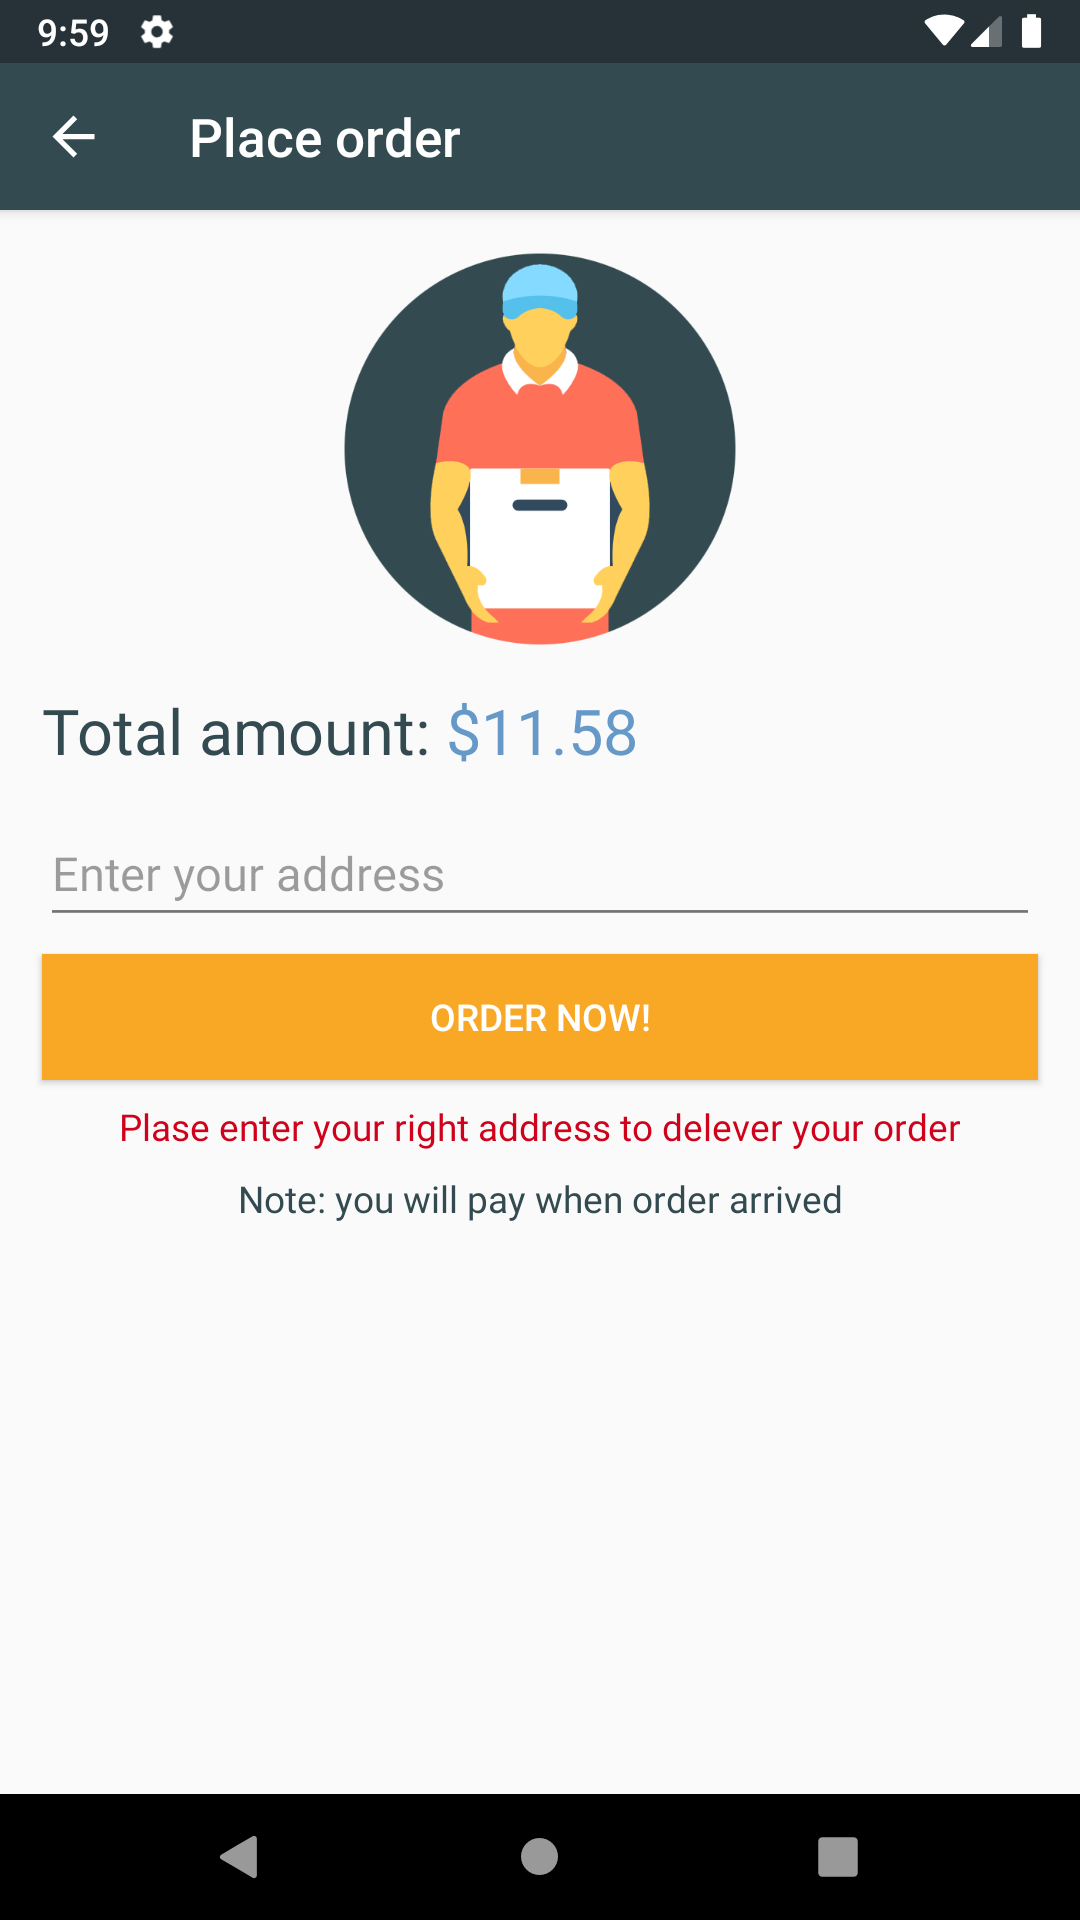 9:59
Place order
Total amount: $11.58
Enter your address
ORDER NOW!
Plase enter your right address to delever your order
Note: you will pay when order arrived